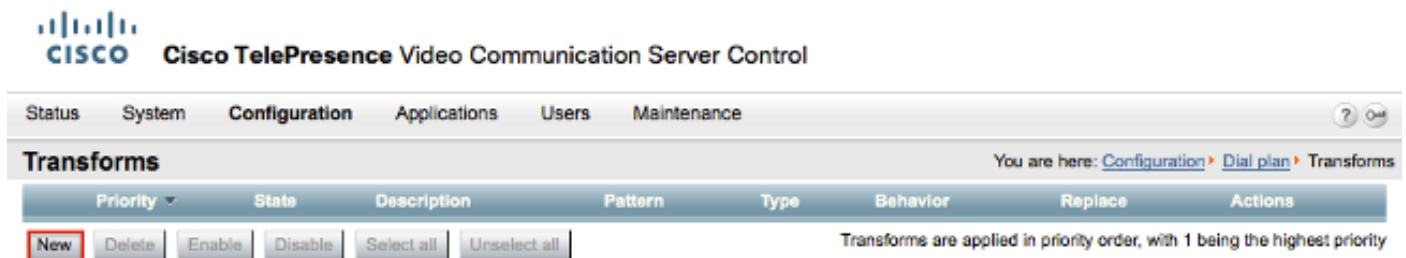 CISCO Cisco TelePresence Video Communication Server Control
Status System Configuration Applications Users Maintenance ?
Transforms You are here: Configuration Dial plan Transforms
Priority State Description Pattern Type Behavior Replace Actions
New Delete Enable Disable Select all Unselect all Transforms are applied in priority order, with 1 being the highest priority